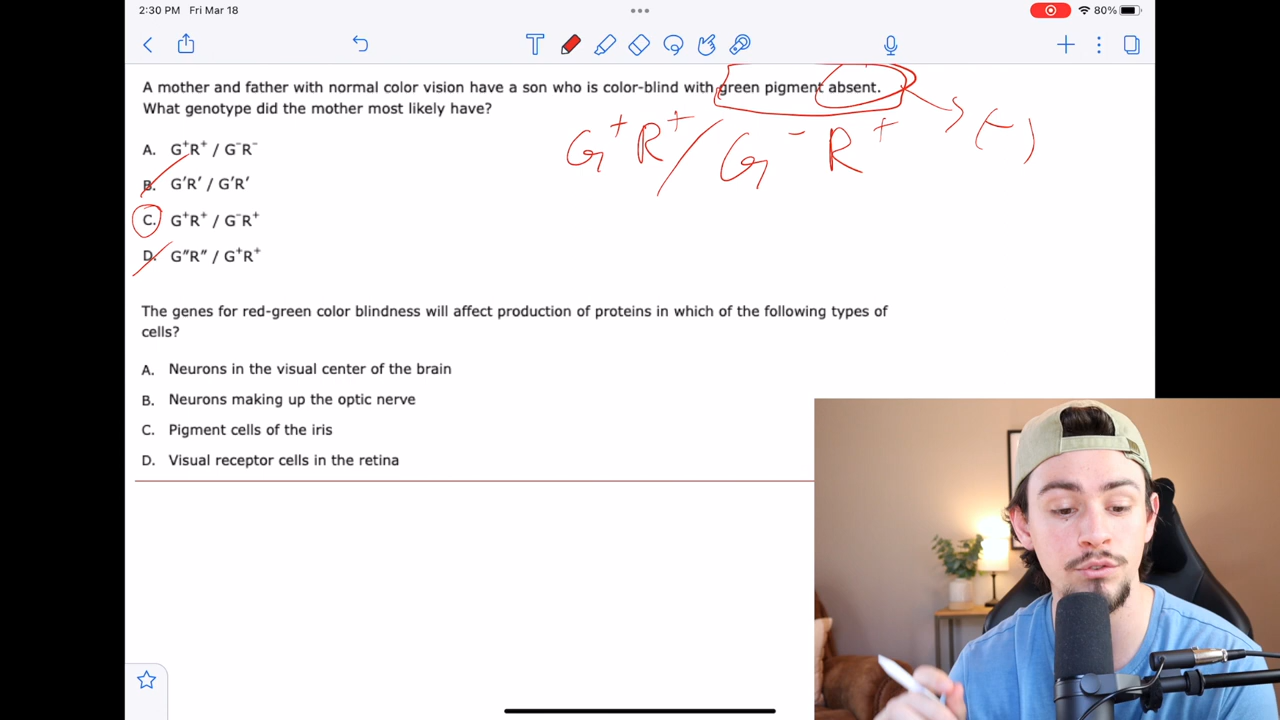 2:30 PM Fri Mar 18
80%
A mother and father with normal color vision have a son who is color-blind with green pigment absent.
What genotype did the mother most likely have?
G⁺ R⁺ / G⁻ R⁺ (−)
A. G⁺R⁺ / G⁻R⁻
B. G′R′ / G′R′
C. G⁺R⁺ / G⁻R⁺
D. G″R″ / G⁺R⁺
The genes for red-green color blindness will affect production of proteins in which of the following types of
cells?
A. Neurons in the visual center of the brain
B. Neurons making up the optic nerve
C. Pigment cells of the iris
D. Visual receptor cells in the retina